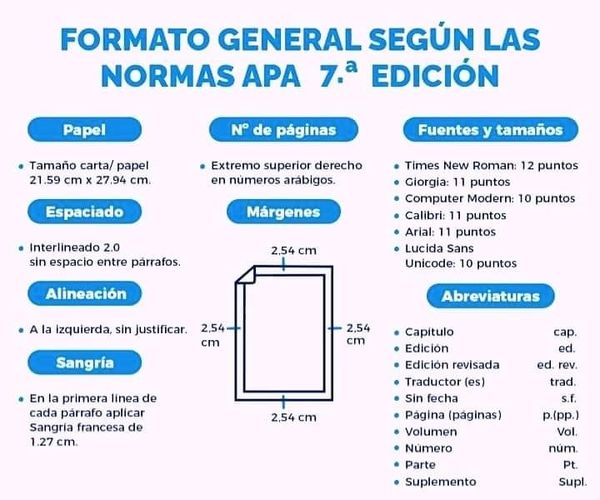 FORMATO GENERAL SEGÚN LAS
NORMAS APA 7.ª EDICIÓN
Papel
• Tamaño carta/ papel
21.59 cm x 27.94 cm.
Espaciado
• Interlineado 2.0
sin espacio entre párrafos.
Alineación
• A la izquierda, sin justificar.
Sangría
• En la primera línea de
cada párrafo aplicar
Sangría francesa de
1.27 cm.
Nº de páginas
• Extremo superior derecho
en números arábigos.
Márgenes
2,54 cm
2,54
cm
2,54
cm
2,54 cm
Fuentes y tamaños
• Times New Roman: 12 puntos
• Giorgia: 11 puntos
• Computer Modern: 10 puntos
• Calibri: 11 puntos
• Arial: 11 puntos
• Lucida Sans
Unicode: 10 puntos
Abreviaturas
• Capítulo cap.
• Edición ed.
• Edición revisada ed. rev.
• Traductor (es) trad.
• Sin fecha s.f.
• Página (páginas) p.(pp.)
• Volumen Vol.
• Número núm.
• Parte Pt.
• Suplemento Supl.